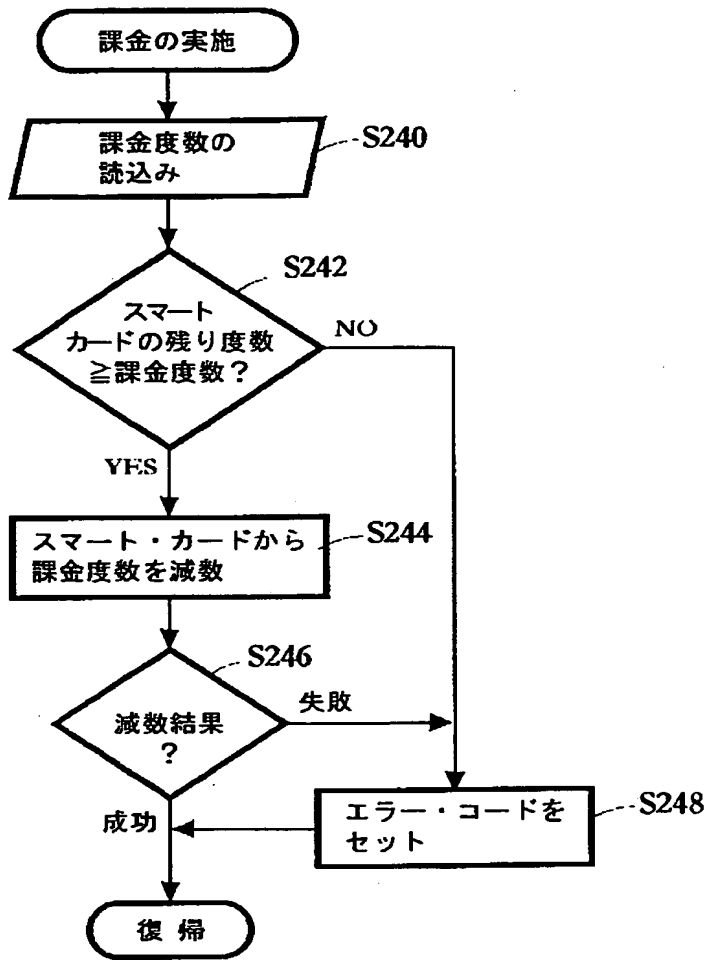 課金の実施
課金度数の
読込み
S240
S242
スマート
カードの残り度数
≧課金度数？
NO
YES
スマート・カードから
課金度数を減数
S244
S246
減数結果
？
失敗
成功
エラー・コードを
セット
S248
復帰